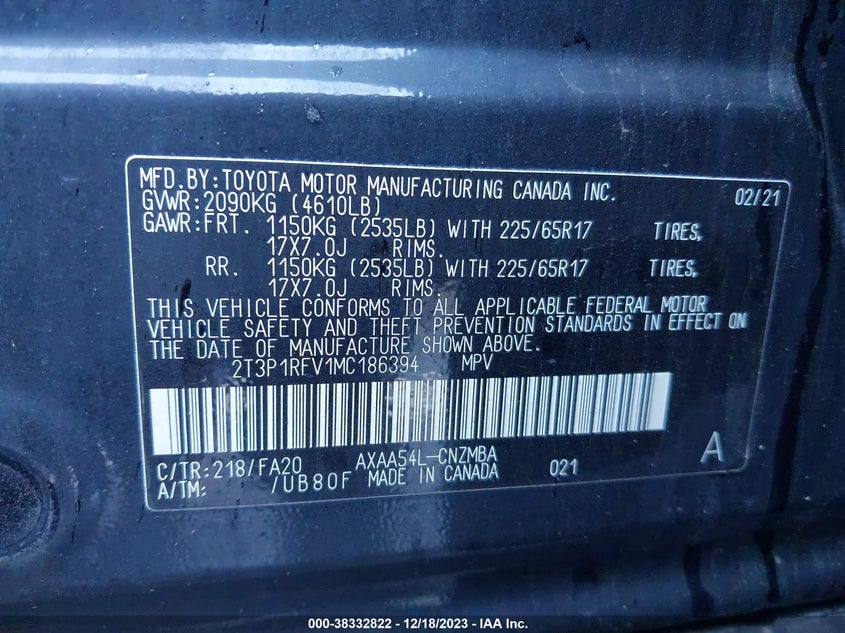 MFD.BY:TOYOTA MOTOR MANUFACTURING CANADA INC. 02/21
GVWR:2090KG (4610LB)
GAWR:FRT. 1150KG (2535LB) WITH 225/65R17 TIRES,
17X7.0J RIMS.
RR. 1150KG (2535LB) WITH 225/65R17 TIRES,
17X7.0J RIMS.
THIS VEHICLE CONFORMS TO ALL APPLICABLE FEDERAL MOTOR
VEHICLE SAFETY AND THEFT PREVENTION STANDARDS IN EFFECT ON
THE DATE OF MANUFACTURE SHOWN ABOVE.
2T3P1RFV1MC186394 MPV
C/TR:218/FA20 AXAA54L-CNZMBA 021 A
A/TM: /UB80F MADE IN CANADA
000-38332822 - 12/18/2023 - IAA Inc.